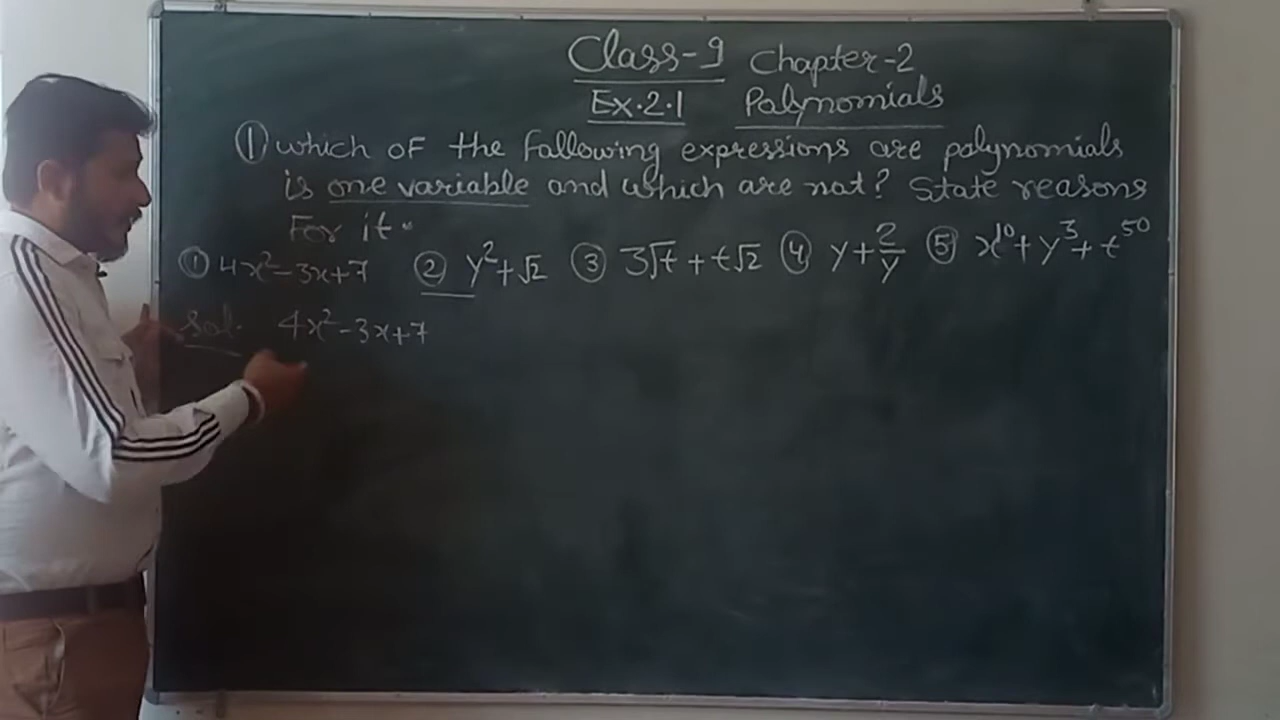 Class-9 Chapter-2
Ex.2.1 Polynomials
① which of the following expressions are polynomials
is one variable and which are not? State reasons
For it.
① 4x²-3x+7 ② y²+√2 ③ 3√t+t√2 ④ y+2/y ⑤ x¹⁰+y³+t⁵⁰
Sol. 4x²-3x+7